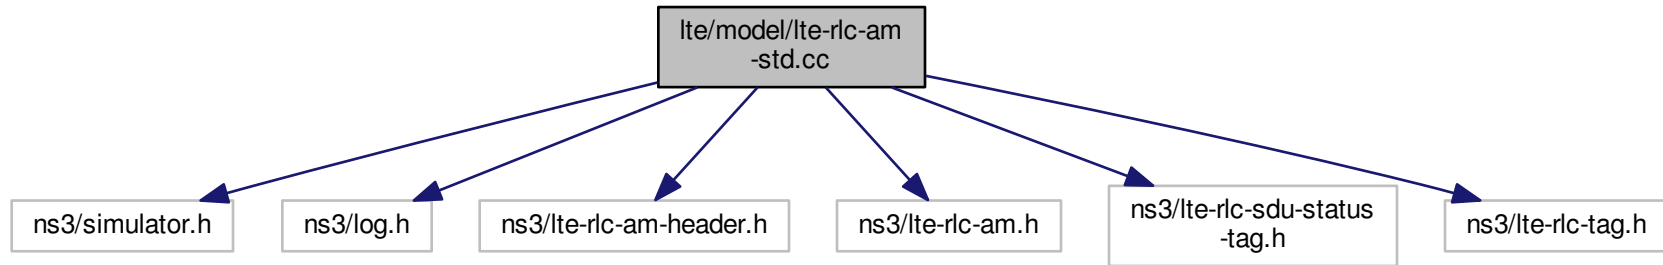 lte/model/lte-rlc-am
-std.cc
ns3/simulator.h
ns3/log.h
ns3/lte-rlc-am-header.h
ns3/lte-rlc-am.h
ns3/lte-rlc-sdu-status
-tag.h
ns3/lte-rlc-tag.h